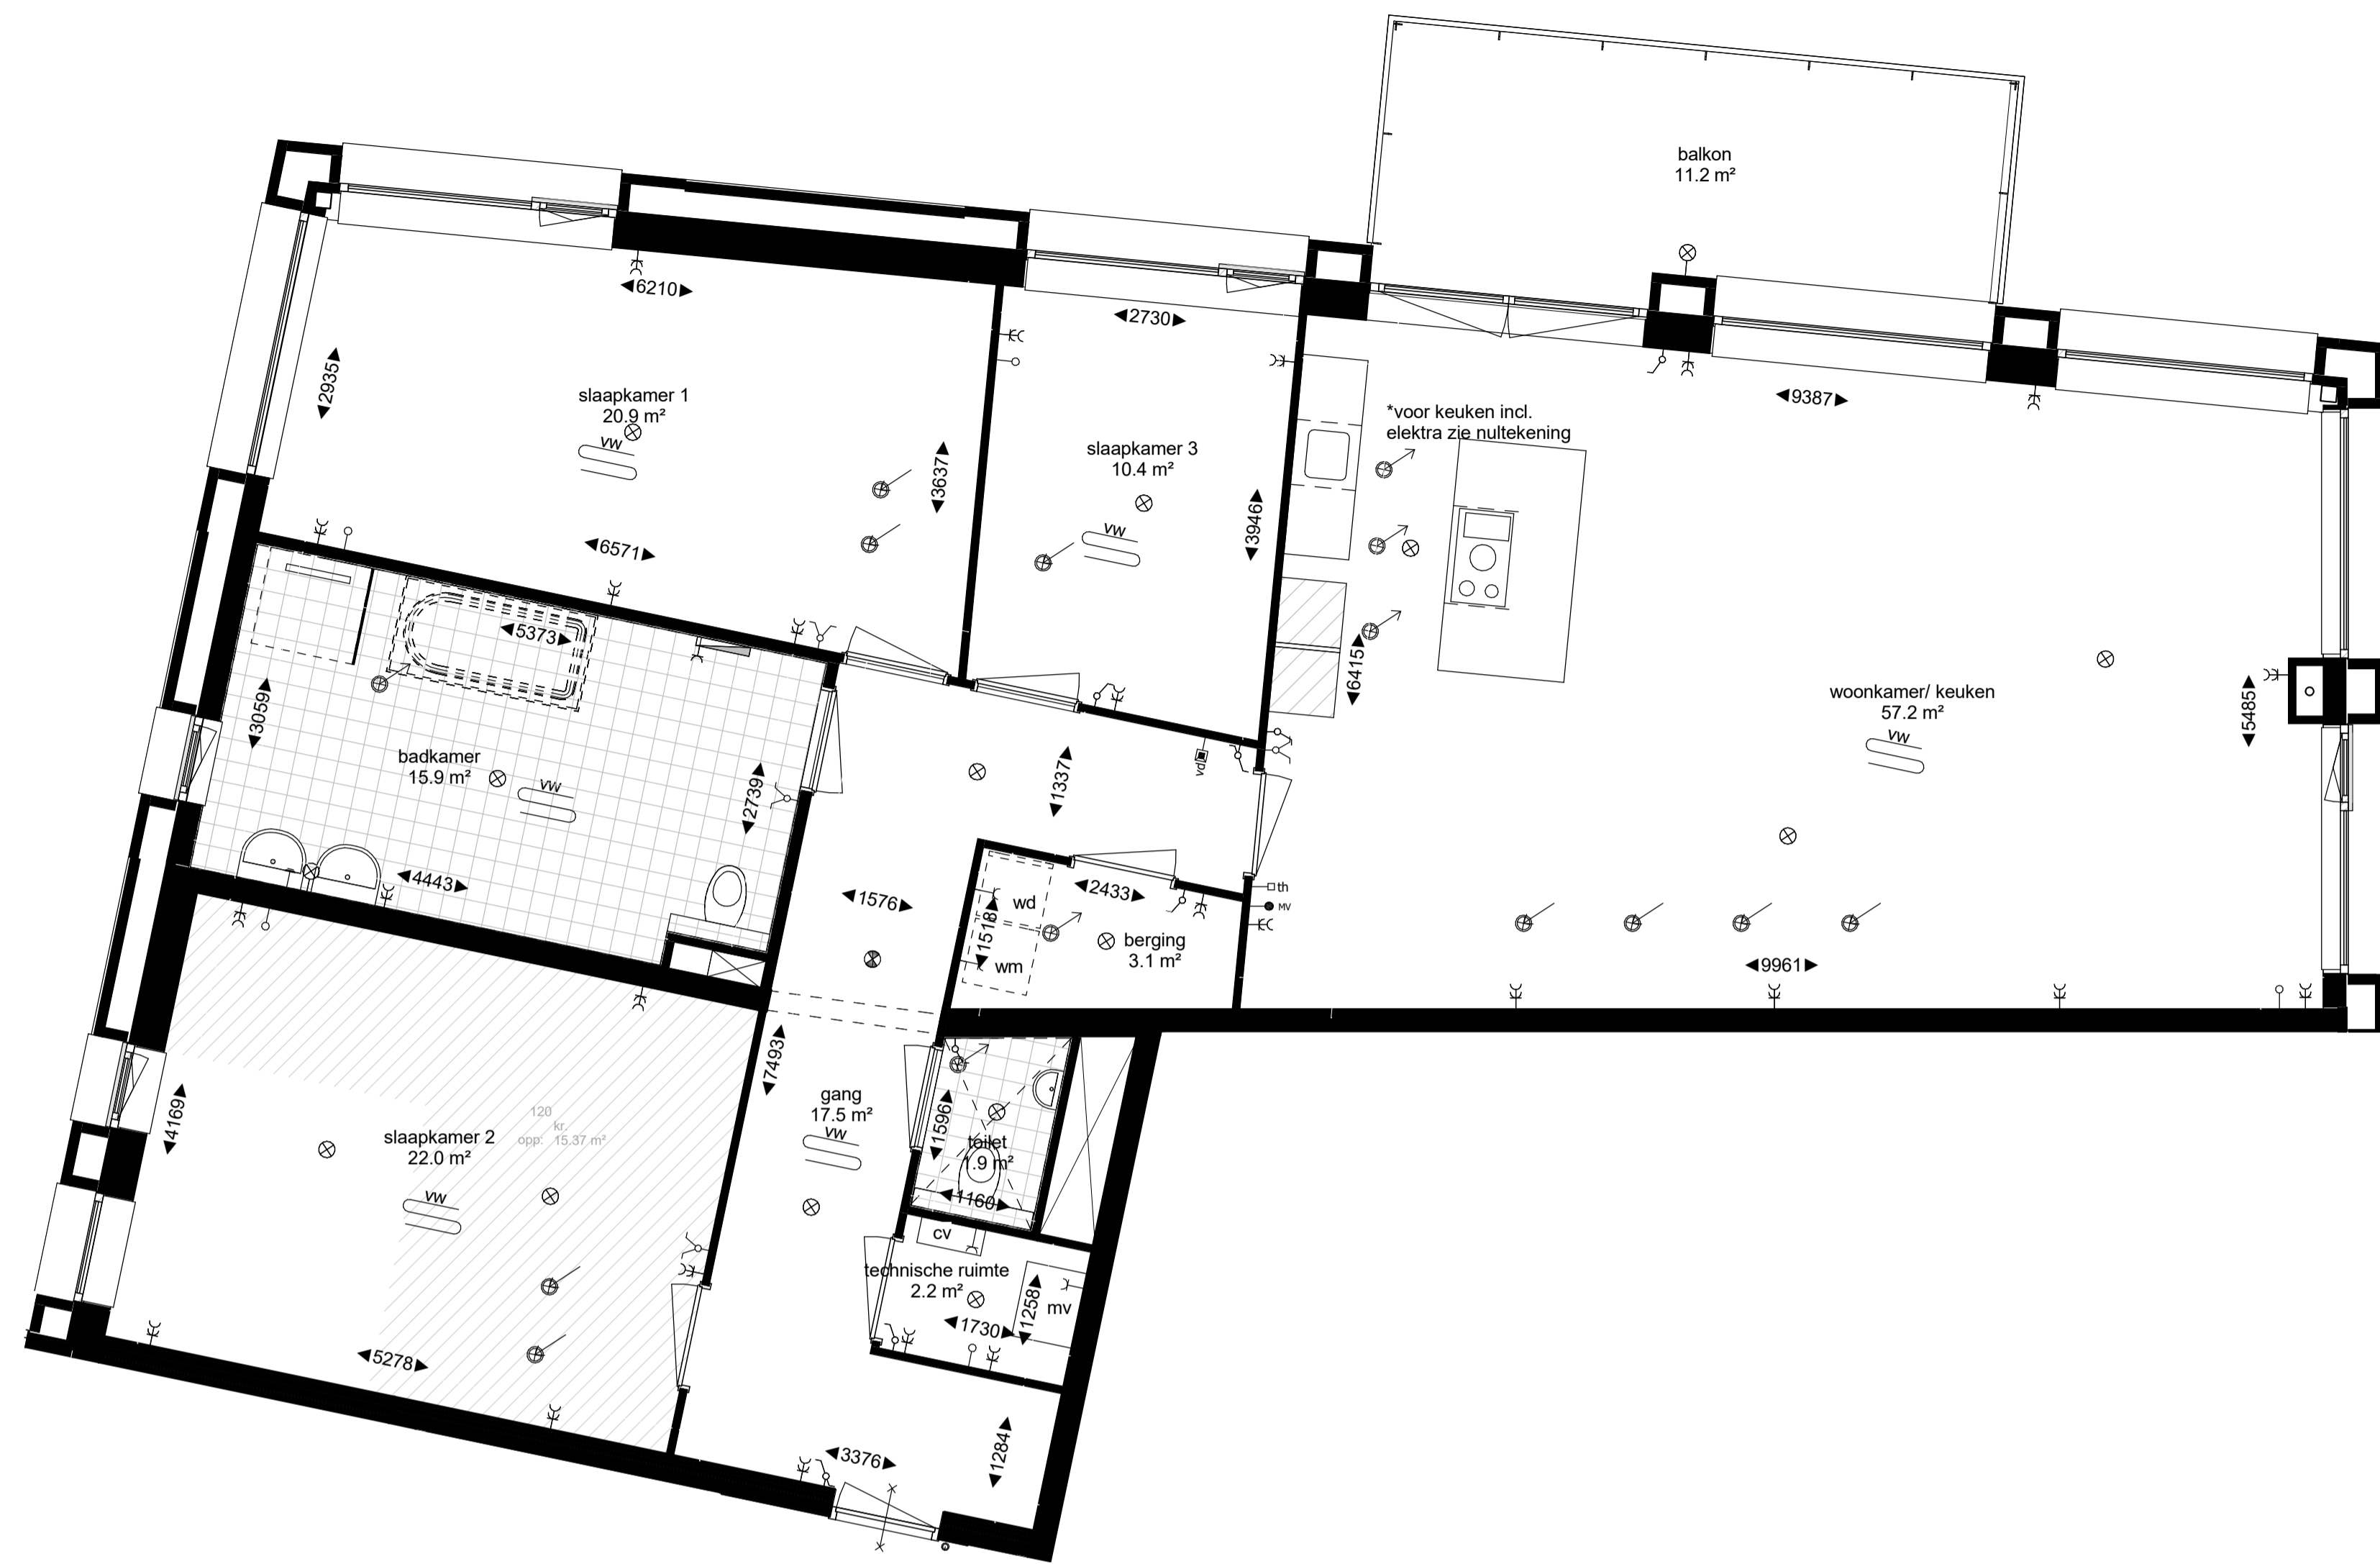 balkon
11.2 m²
6210
2730
2935
slaapkamer 1
20.9 m²
vw
3637
slaapkamer 3
10.4 m²
vw
3946
*voor keuken incl.
elektra zie nultekening
9387
6571
5373
3059
badkamer
15.9 m²
vw
2739
4443
6415
woonkamer/ keuken
57.2 m²
vw
5485
1337
vd
1576
2433
wd
1518
wm
berging
3.1 m²
th
MV
9961
7493
gang
17.5 m²
vw
4169
slaapkamer 2
22.0 m²
vw
120
kr.
opp: 15.37 m²
1596
toilet
1.9 m²
1160
cv
technische ruimte
2.2 m²
1258
mv
1730
5278
3376
1284